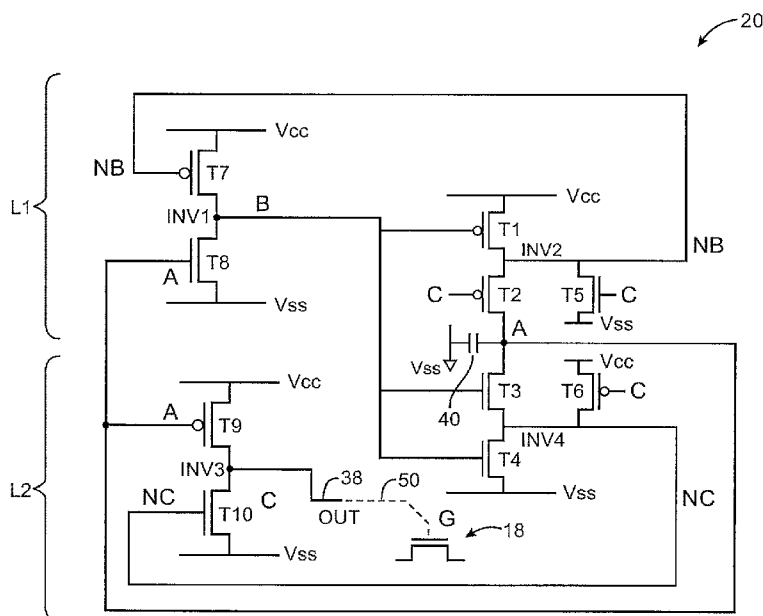 20
Vcc
NB
T7
L1
INV1
B
Vcc
T1
INV2
NB
A
T8
Vss
C
T2
T5
C
Vss
A
Vss
40
Vcc
T3
T6
C
Vcc
A
T9
INV4
T4
L2
INV3
38
50
Vss
NC
NC
C
T10
OUT
G
18
Vss